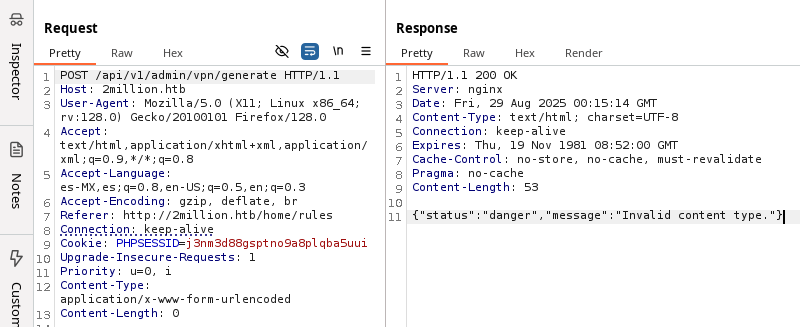 Inspector
Notes
Custom
Request
Pretty
Raw
Hex
\n
1 POST /api/v1/admin/vpn/generate HTTP/1.1
2 Host: 2million.htb
3 User-Agent: Mozilla/5.0 (X11; Linux x86_64;
rv:128.0) Gecko/20100101 Firefox/128.0
4 Accept:
text/html,application/xhtml+xml,application/
xml;q=0.9,*/*;q=0.8
5 Accept-Language:
es-MX,es;q=0.8,en-US;q=0.5,en;q=0.3
6 Accept-Encoding: gzip, deflate, br
7 Referer: http://2million.htb/home/rules
8 Connection: keep-alive
9 Cookie: PHPSESSID=j3nm3d88gsptno9a8plqba5uui
10 Upgrade-Insecure-Requests: 1
11 Priority: u=0, i
12 Content-Type:
application/x-www-form-urlencoded
13 Content-Length: 0
Response
Pretty
Raw
Hex
Render
1 HTTP/1.1 200 OK
2 Server: nginx
3 Date: Fri, 29 Aug 2025 00:15:14 GMT
4 Content-Type: text/html; charset=UTF-8
5 Connection: keep-alive
6 Expires: Thu, 19 Nov 1981 08:52:00 GMT
7 Cache-Control: no-store, no-cache, must-revalidate
8 Pragma: no-cache
9 Content-Length: 53
10
11 {"status":"danger","message":"Invalid content type."}